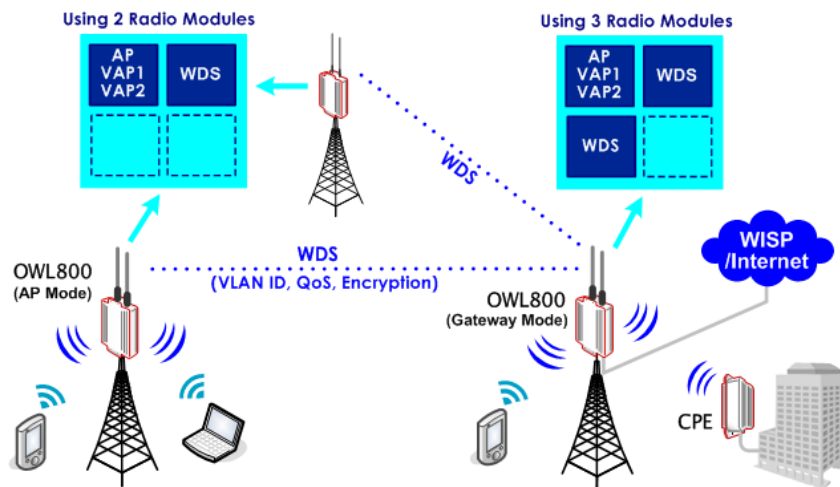 Using 2 Radio Modules
AP
VAP1
VAP2
WDS
Using 3 Radio Modules
AP
VAP1
VAP2
WDS
WDS
WDS
WDS
(VLAN ID, QoS, Encryption)
OWL800
(AP Mode)
OWL800
(Gateway Mode)
WISP
/Internet
CPE